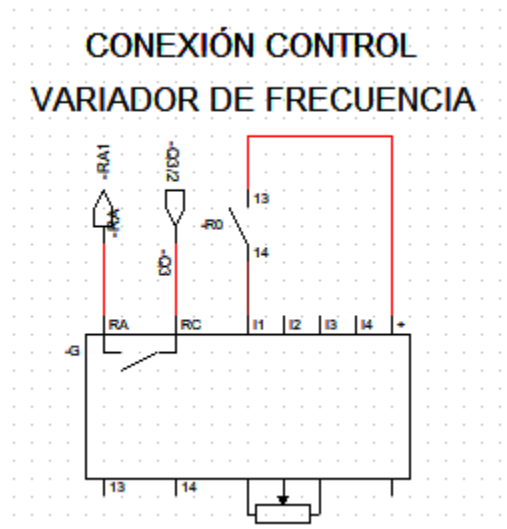 CONEXIÓN CONTROL
VARIADOR DE FRECUENCIA
-RA1
-Q3/2
-RA
-Q3
13
-R0
14
RA RC I1 I2 I3 I4 +
-G
13 14